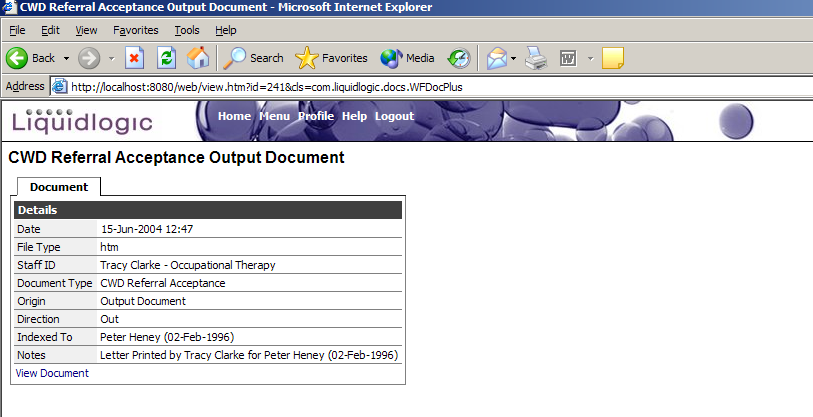 CWD Referral Acceptance Output Document - Microsoft Internet Explorer
File Edit View Favorites Tools Help
Back Search Favorites Media
Address http://localhost:8080/web/view.htm?id=241&cls=com.liquidlogic.docs.WFDocPlus
Liquidlogic Home Menu Profile Help Logout
CWD Referral Acceptance Output Document
Document
Details
Date 15-Jun-2004 12:47
File Type htm
Staff ID Tracy Clarke - Occupational Therapy
Document Type CWD Referral Acceptance
Origin Output Document
Direction Out
Indexed To Peter Heney (02-Feb-1996)
Notes Letter Printed by Tracy Clarke for Peter Heney (02-Feb-1996)
View Document